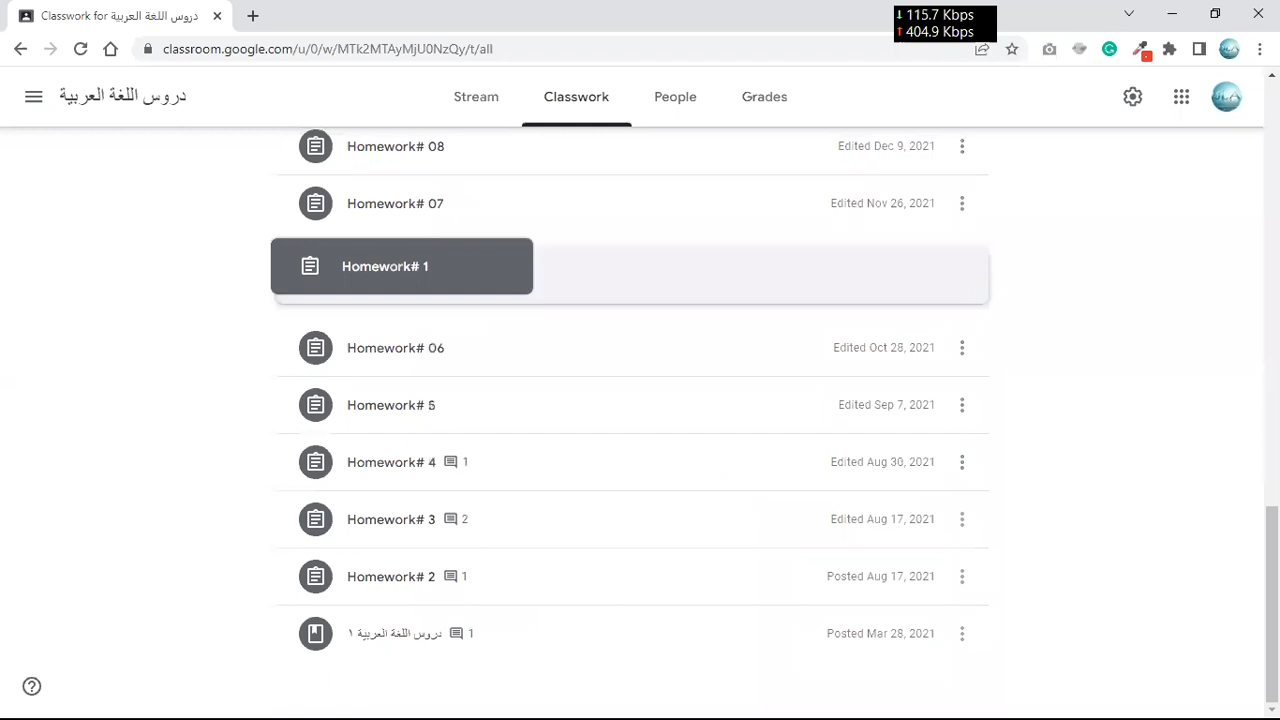 Classwork for دروس اللغة العربية
115.7 Kbps
404.9 Kbps
classroom.google.com/u/0/w/MTk2MTAyMjU0NzQy/t/all
دروس اللغة العربية
Stream
Classwork
People
Grades
Homework# 08
Edited Dec 9, 2021
Homework# 07
Edited Nov 26, 2021
Homework# 1
Homework# 06
Edited Oct 28, 2021
Homework# 5
Edited Sep 7, 2021
Homework# 4 1
Edited Aug 30, 2021
Homework# 3 2
Edited Aug 17, 2021
Homework# 2 1
Posted Aug 17, 2021
دروس اللغة العربية ١ 1
Posted Mar 28, 2021